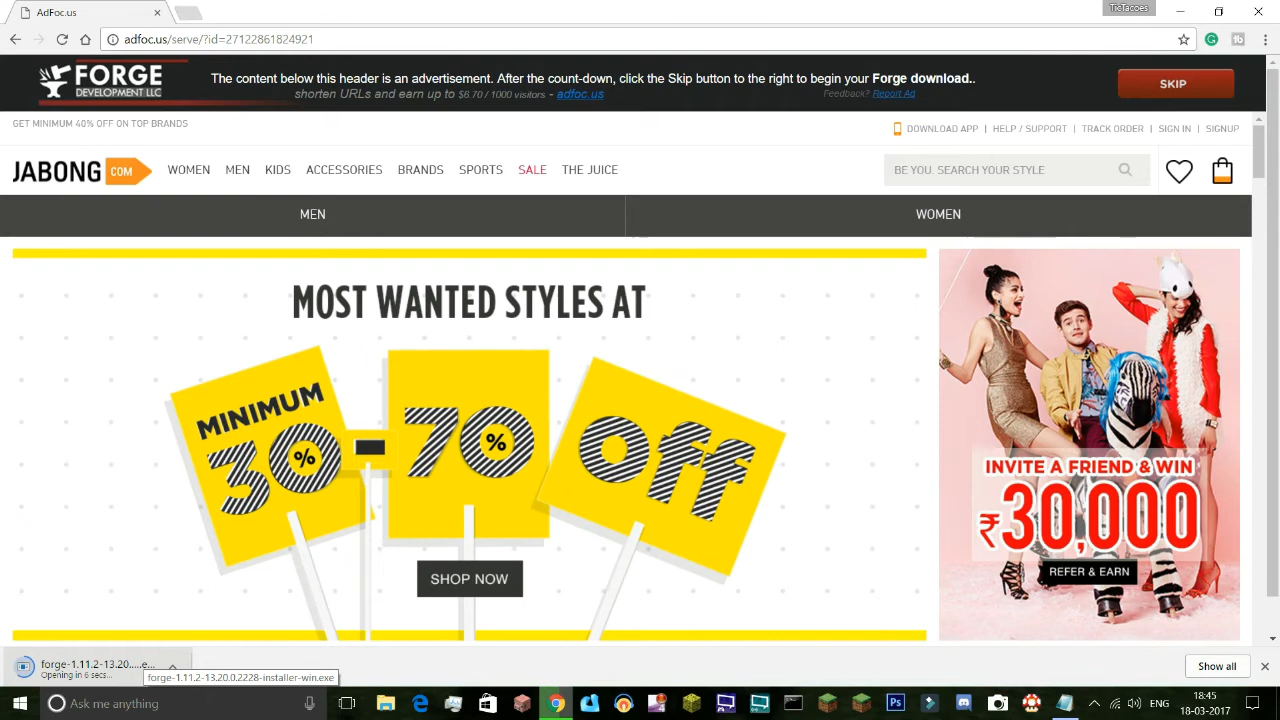 AdFoc.us
TicTacoes
adfoc.us/serve/?id=27122861824921
FORGE
DEVELOPMENT LLC
The content below this header is an advertisement. After the count-down, click the Skip button to the right to begin your Forge download..
shorten URLs and earn up to $6.70 / 1000 visitors - adfoc.us
Feedback? Report Ad
SKIP
GET MINIMUM 40% OFF ON TOP BRANDS
DOWNLOAD APP | HELP / SUPPORT | TRACK ORDER | SIGN IN | SIGNUP
JABONG COM
WOMEN MEN KIDS ACCESSORIES BRANDS SPORTS SALE THE JUICE
BE YOU. SEARCH YOUR STYLE
MEN
WOMEN
MOST WANTED STYLES AT
MINIMUM
30% - 70% off
SHOP NOW
INVITE A FRIEND & WIN
₹30,000
REFER & EARN
forge-1.11.2-13.20....exe
Opening in 6 secs...
forge-1.11.2-13.20.0.2228-installer-win.exe
Show all
Ask me anything
ENG
18:45
18-03-2017